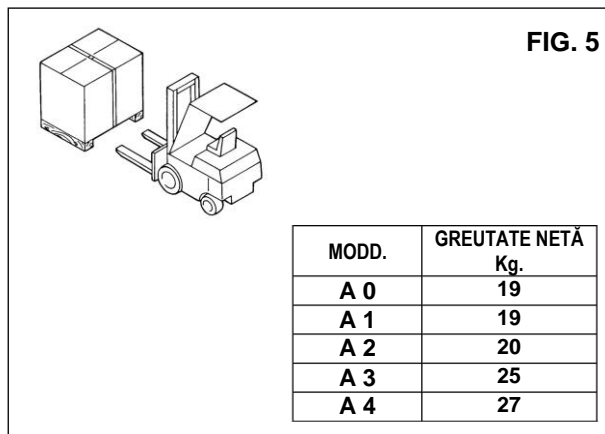 FIG. 5
MODD. GREUTATE NETĂ
Kg.
A 0 19
A 1 19
A 2 20
A 3 25
A 4 27